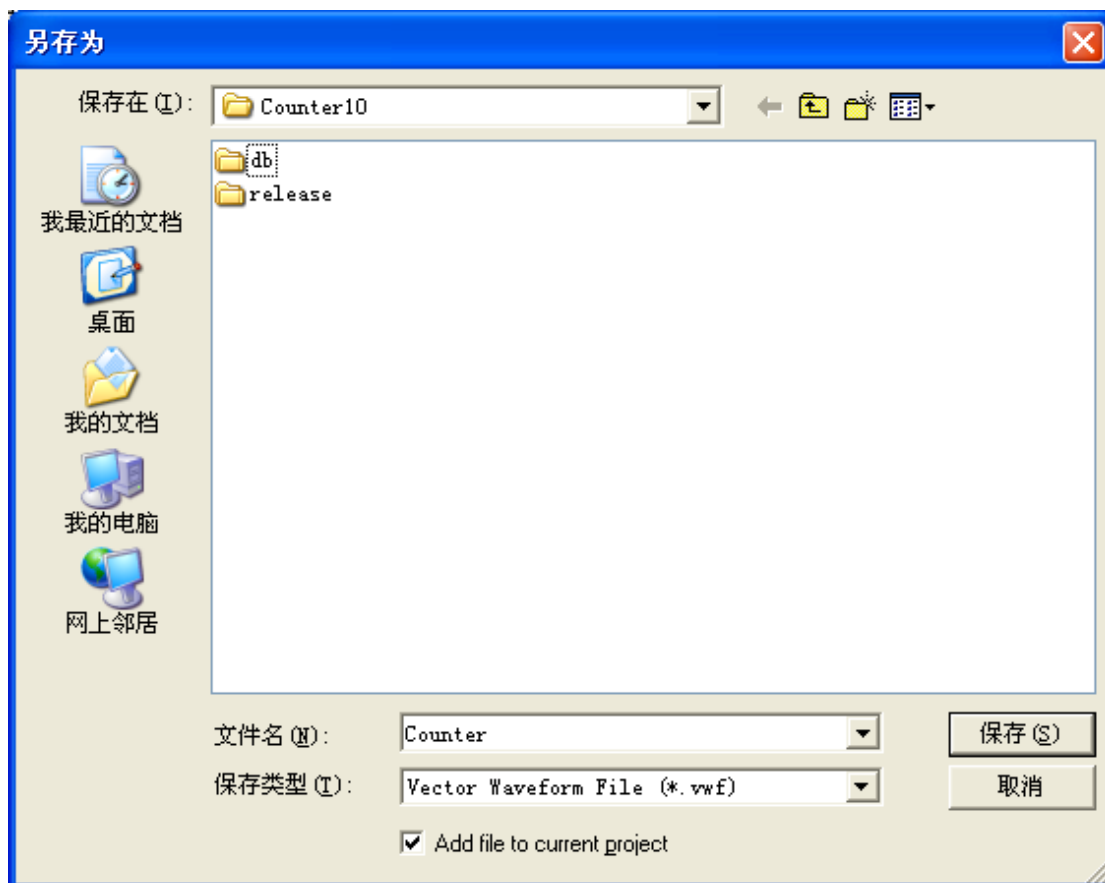 另存为
保存在(I):
Counter10
db
release
我最近的文档
桌面
我的文档
我的电脑
网上邻居
文件名(N):
Counter
保存(S)
保存类型(T):
Vector Waveform File (*.vwf)
取消
Add file to current project